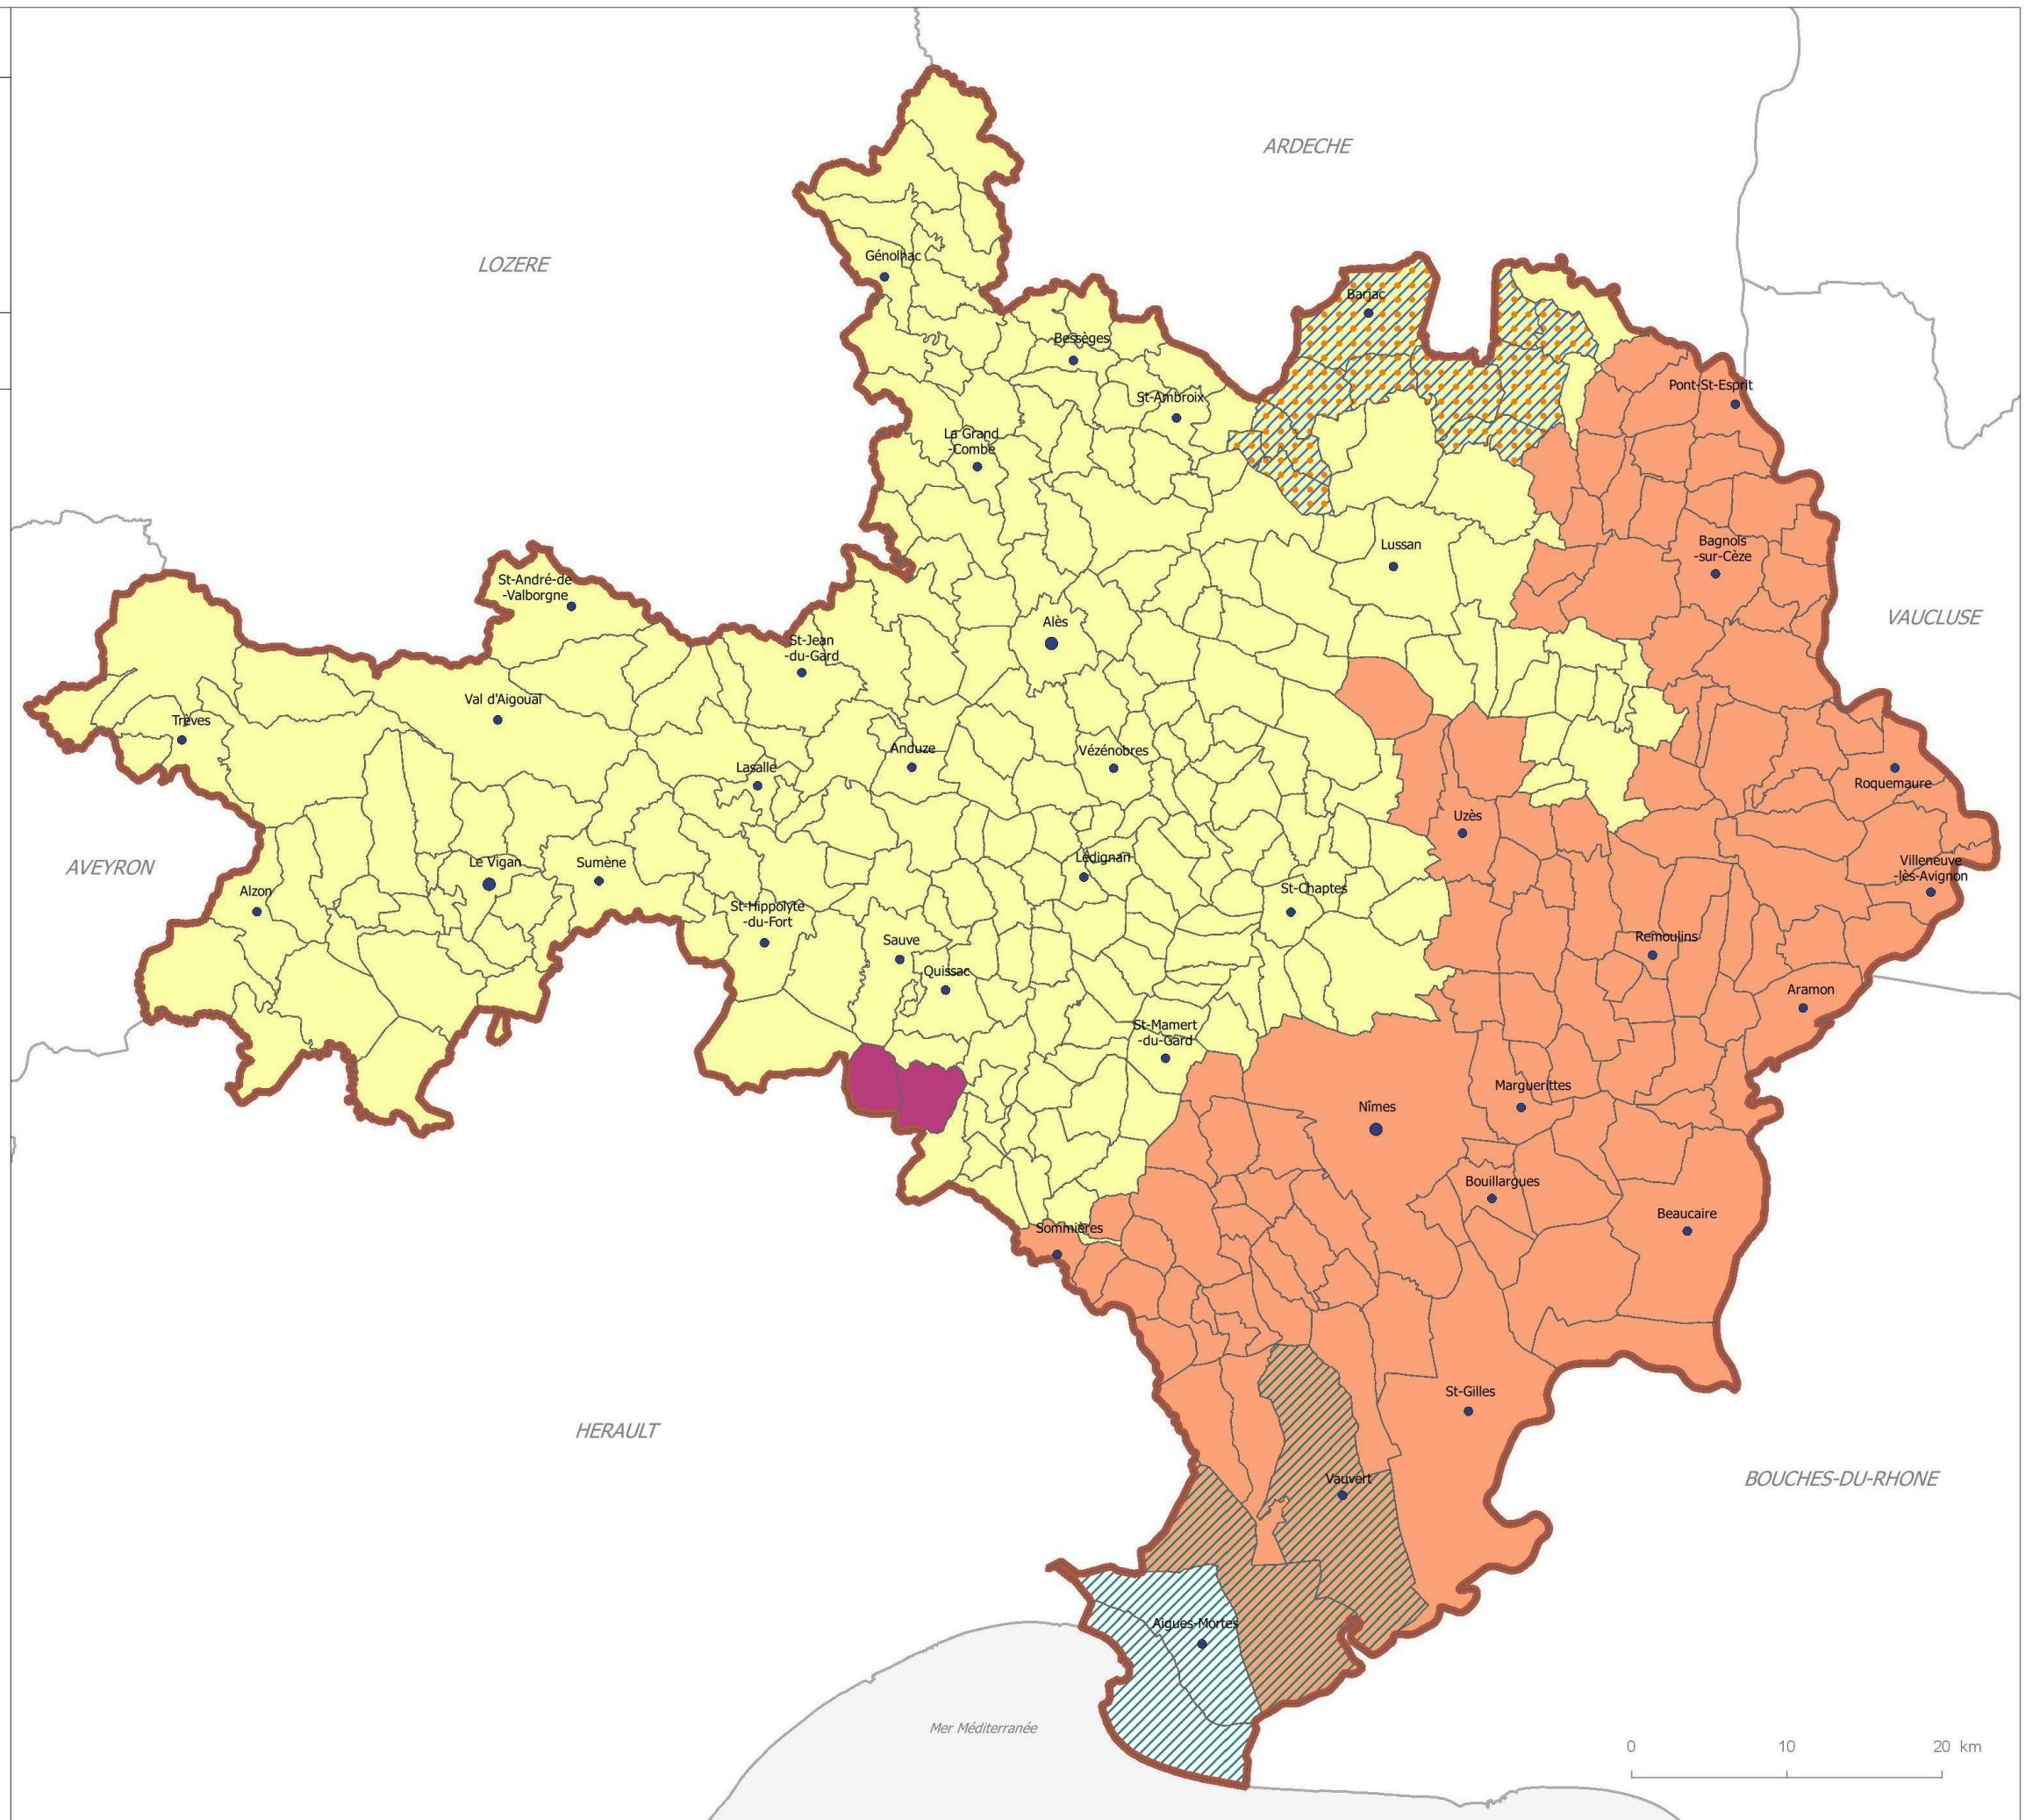 ARDECHE
LOZERE
Génolhac
Barjac
Bessèges
Pont-St-Esprit
St-Ambroix
La Grand
-Combe
Lussan
Bagnols
-sur-Cèze
St-André-de
-Valborgne
VAUCLUSE
Alès
St-Jean
-du-Gard
Val d'Aigoual
Trèves
Anduze
Vézénobres
Lasalle
Roquemaure
Uzès
AVEYRON
Le Vigan
Sumène
Lédignan
Villeneuve
-lès-Avignon
Alzon
St-Chaptes
St-Hippolyte
-du-Fort
Sauve
Remoulins
Quissac
Aramon
St-Mamert
-du-Gard
Marguerittes
Nîmes
Bouillargues
Beaucaire
Sommières
St-Gilles
HERAULT
Vauvert
BOUCHES-DU-RHONE
Aigues-Mortes
Mer Méditerranée
0 10 20 km